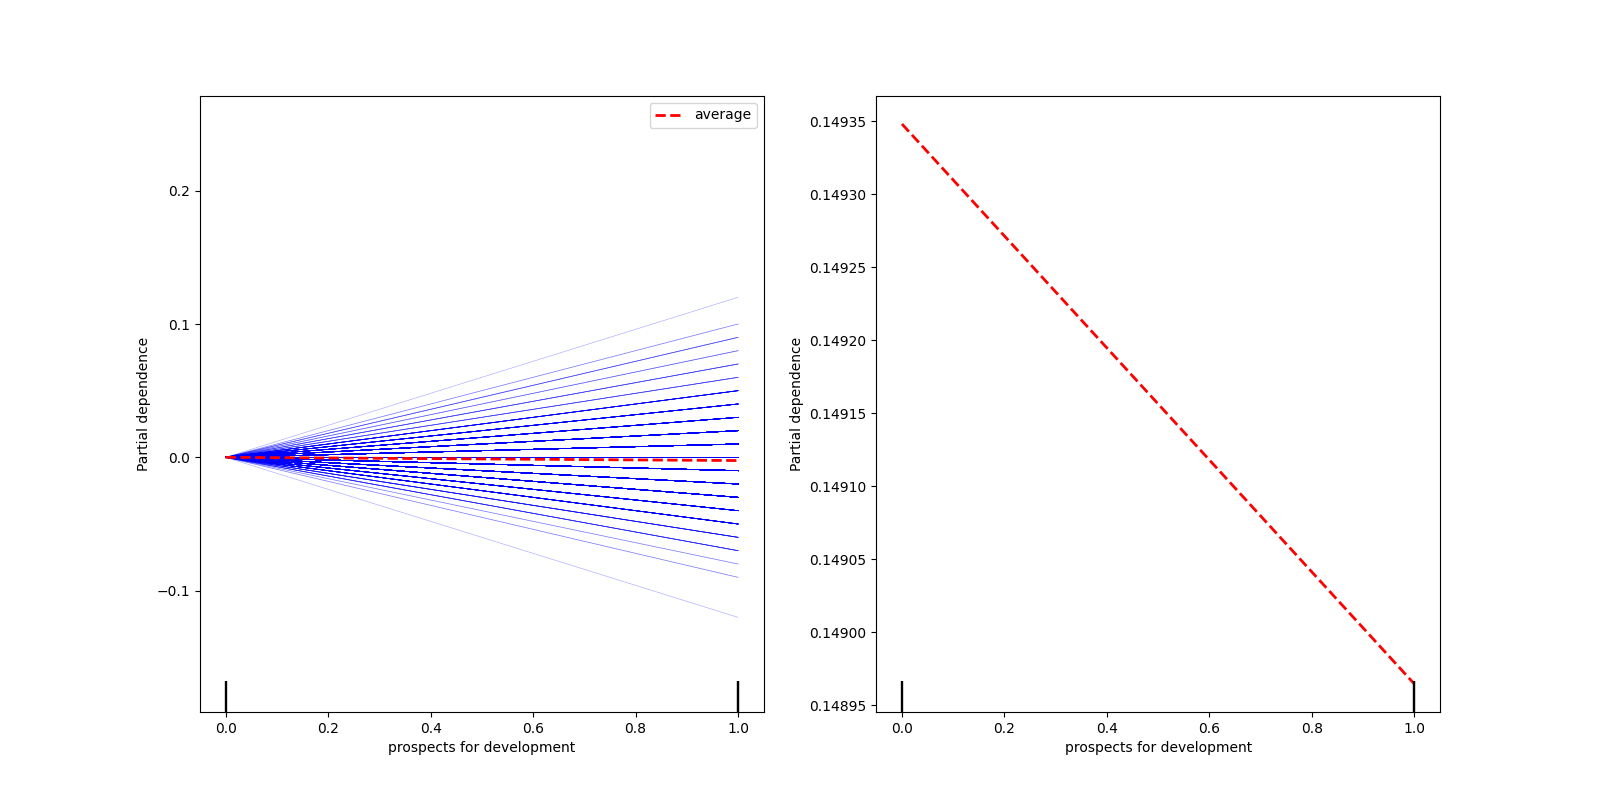 average
0.2
0.1
0.0
−0.1
Partial dependence
0.0 0.2 0.4 0.6 0.8 1.0
prospects for development
0.14935
0.14930
0.14925
0.14920
0.14915
0.14910
0.14905
0.14900
0.14895
Partial dependence
0.0 0.2 0.4 0.6 0.8 1.0
prospects for development